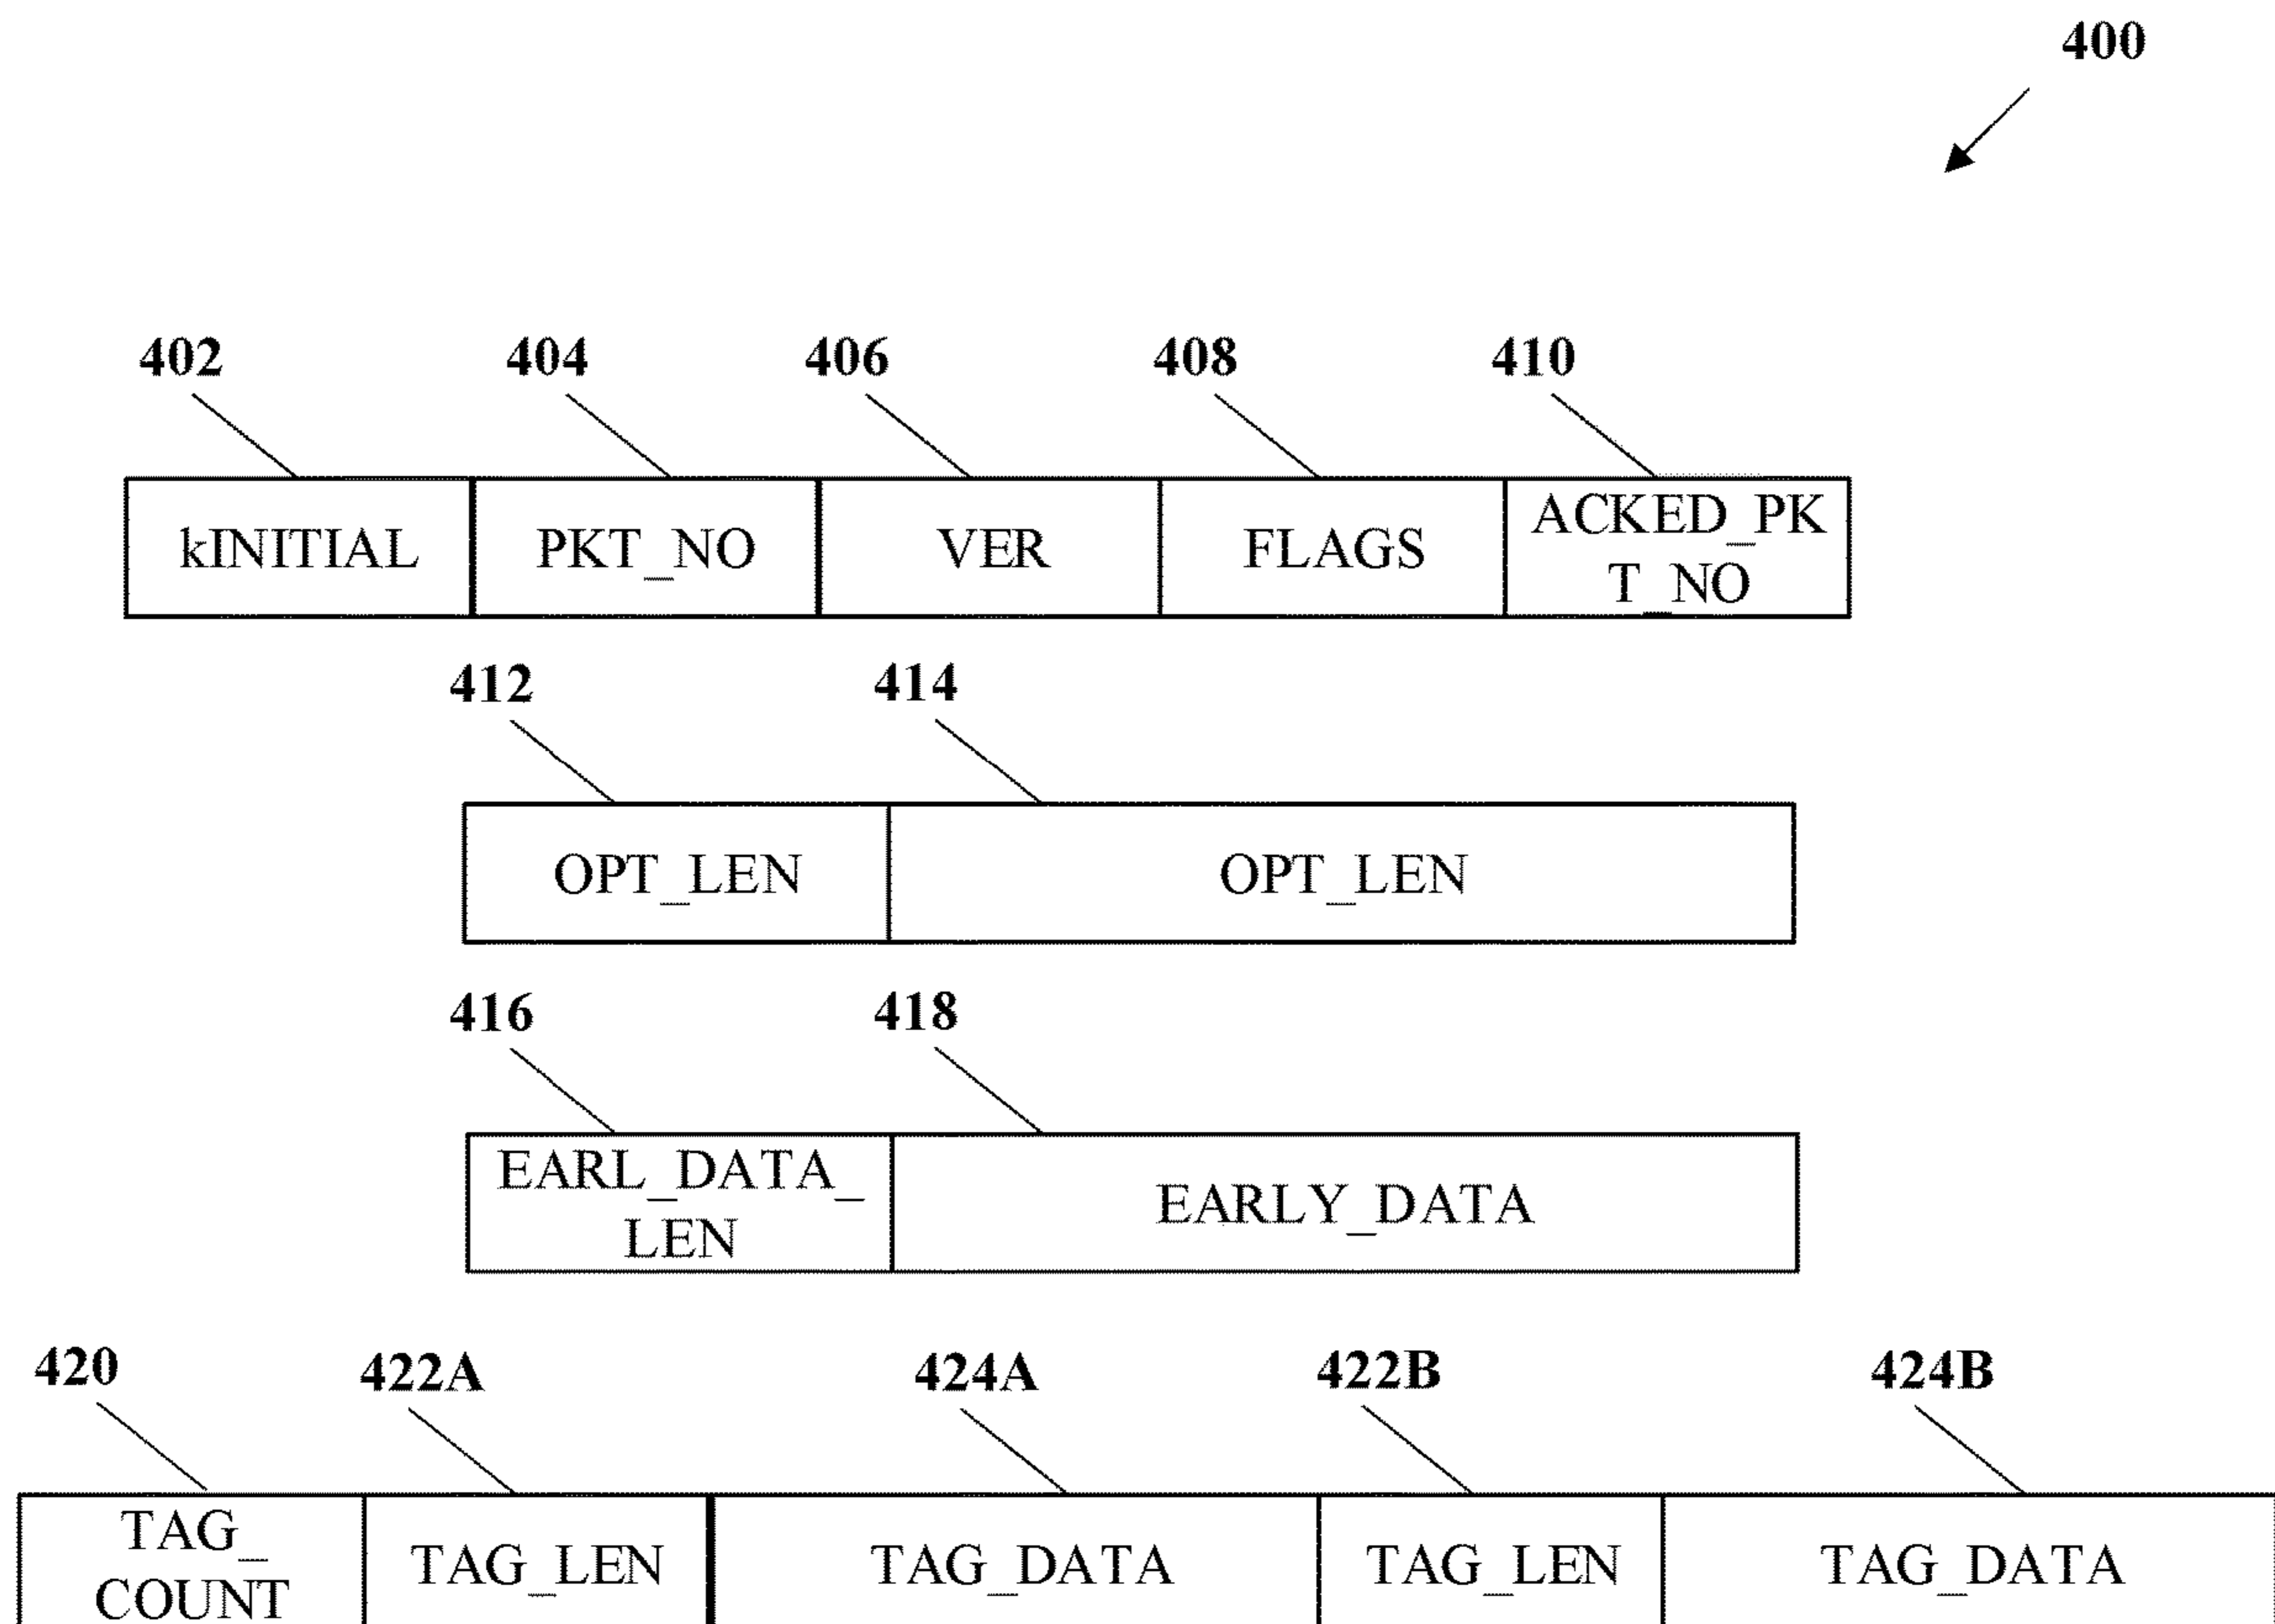 400
402 404 406 408 410
kINITIAL PKT_NO VER FLAGS ACKED_PK
T_NO
412 414
OPT_LEN OPT_LEN
416 418
EARL_DATA_
LEN
EARLY_DATA
420 422A 424A 422B 424B
TAG_
COUNT
TAG_LEN TAG_DATA TAG_LEN TAG_DATA